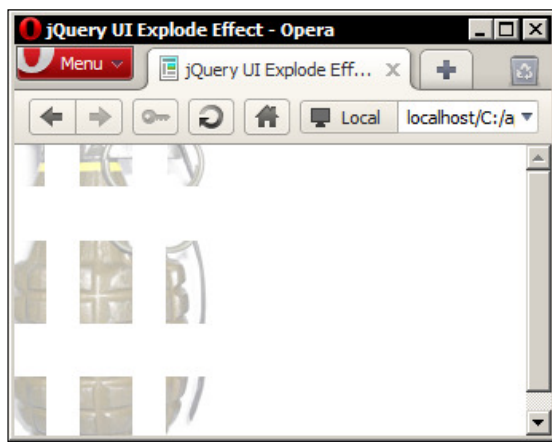 jQuery UI Explode Effect - Opera
Menu
jQuery UI Explode Eff...
Local
localhost/C:/a